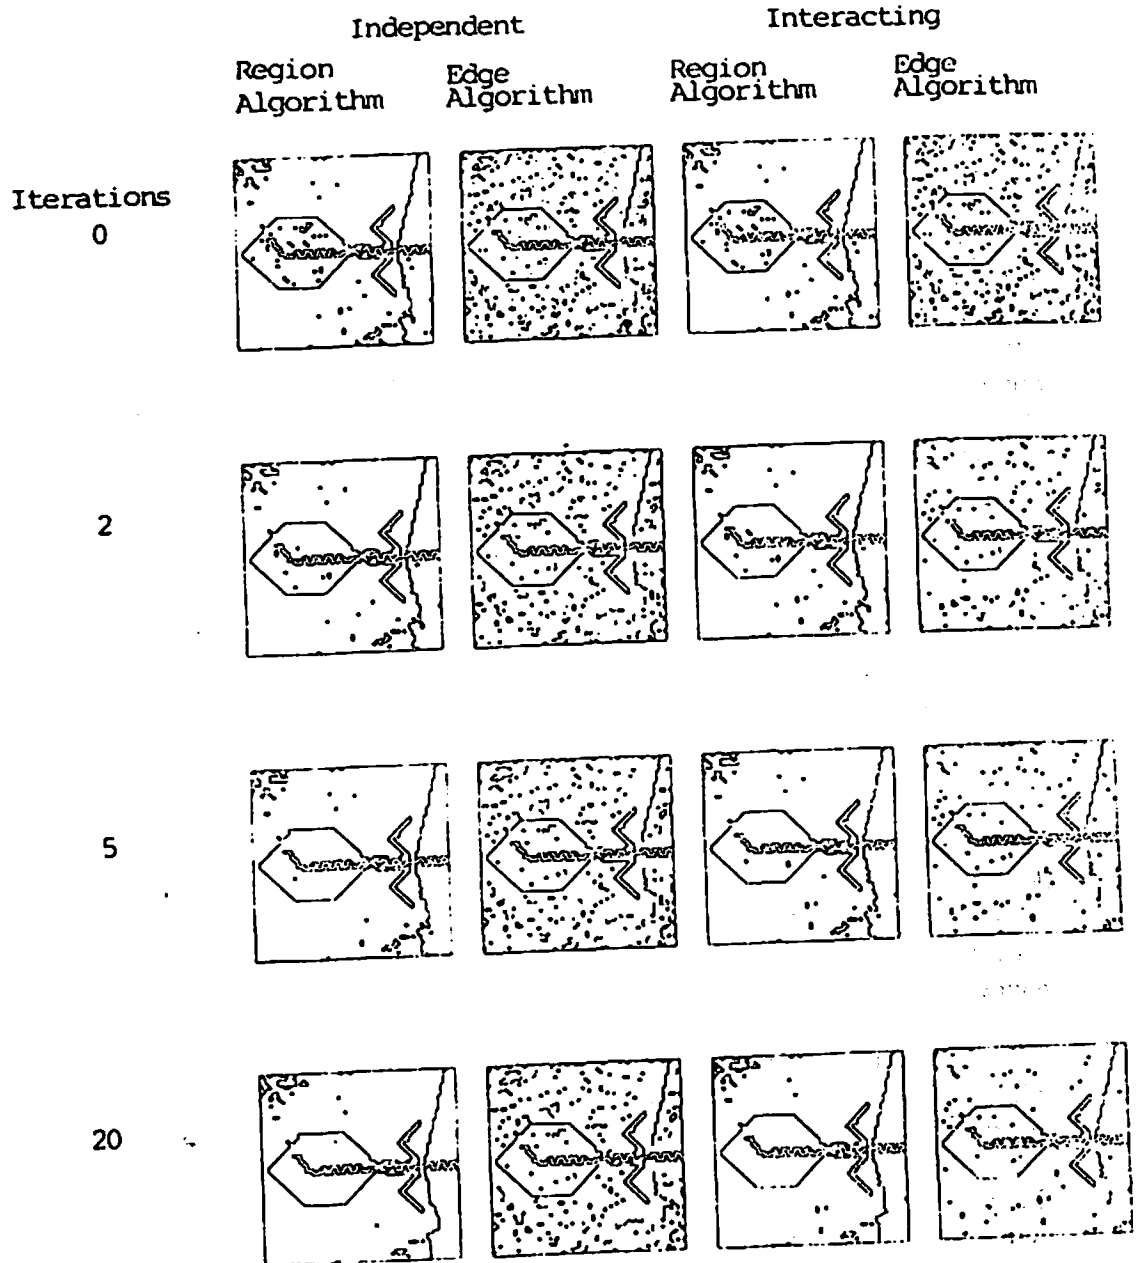 Independent
Interacting
Region
Algorithm
Edge
Algorithm
Region
Algorithm
Edge
Algorithm
Iterations
0
2
5
20